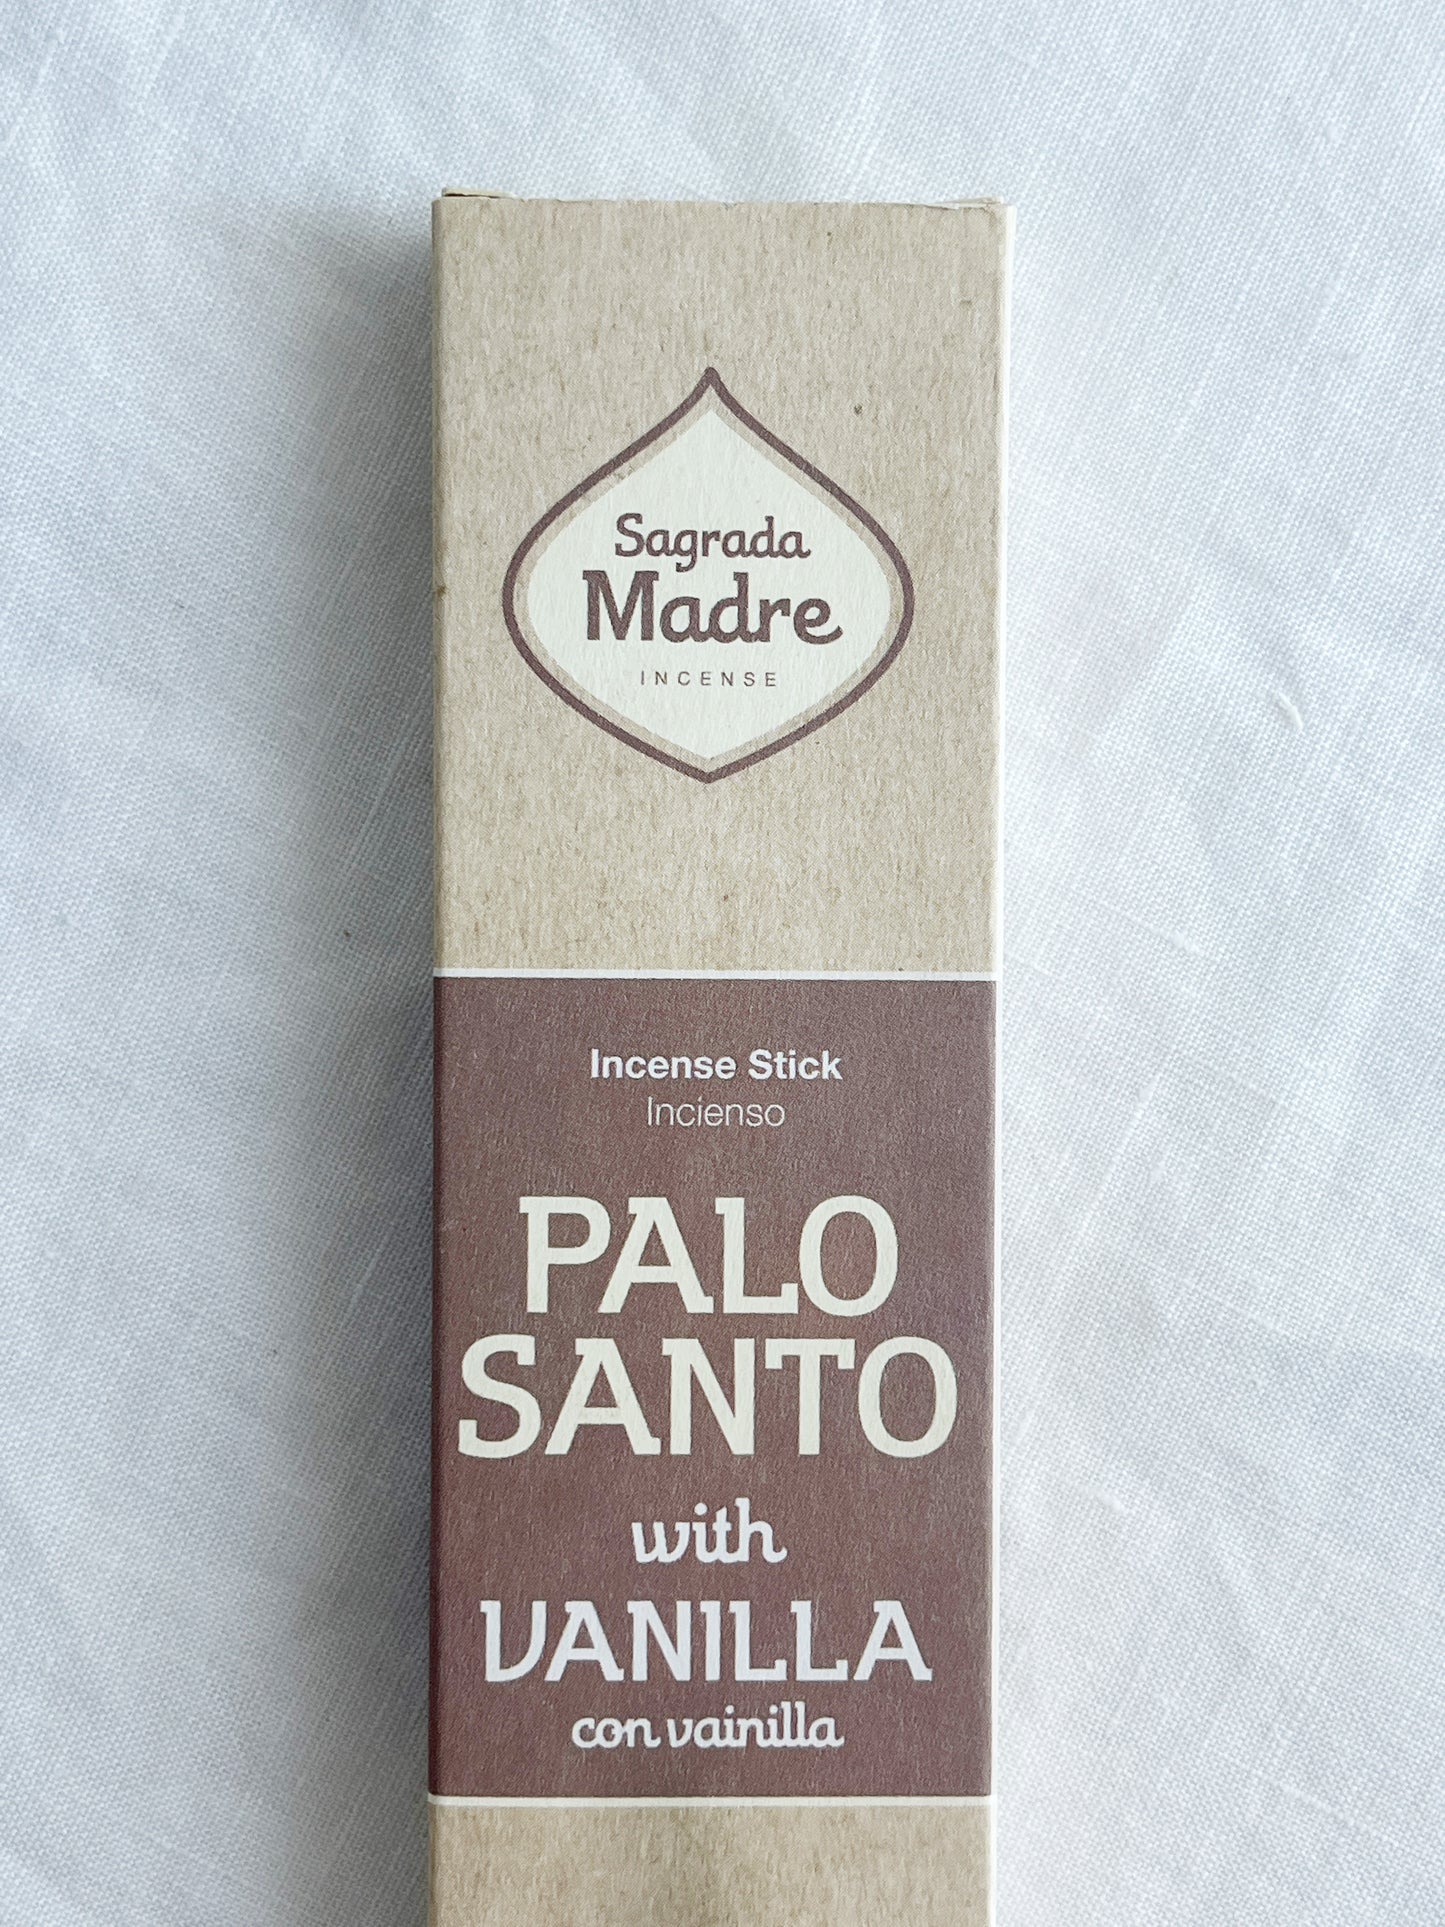 Sagrada
Madre
INCENSE
Incense Stick
Incienso
PALO
SANTO
with
VANILLA
con vainilla